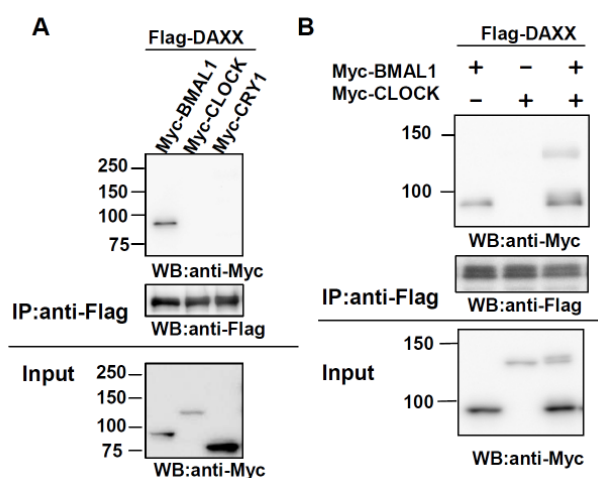 A
Flag-DAXX
Myc-BMAL1
Myc-CLOCK
Myc-CRY1
250
150
100
75
WB:anti-Myc
IP:anti-Flag
WB:anti-Flag
Input
250
150
100
75
WB:anti-Myc
B
Flag-DAXX
Myc-BMAL1 + − +
Myc-CLOCK − + +
150
100
WB:anti-Myc
IP:anti-Flag
WB:anti-Flag
Input
150
100
WB:anti-Myc